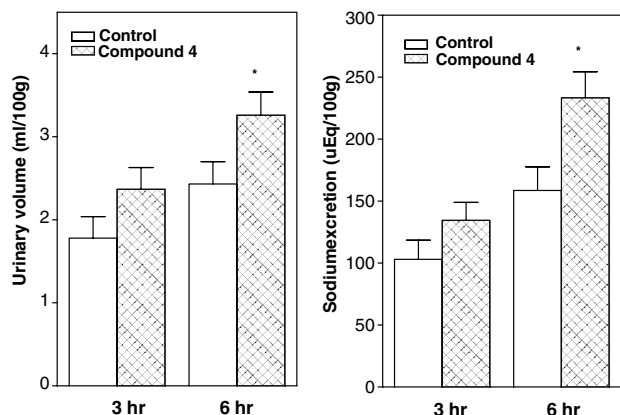 Urinary volume (ml/100g)
4
3
2
1
0
Control
Compound 4
*
3 hr
6 hr
Sodiumexcretion (uEq/100g)
300
250
200
150
100
50
0
Control
Compound 4
*
3 hr
6 hr